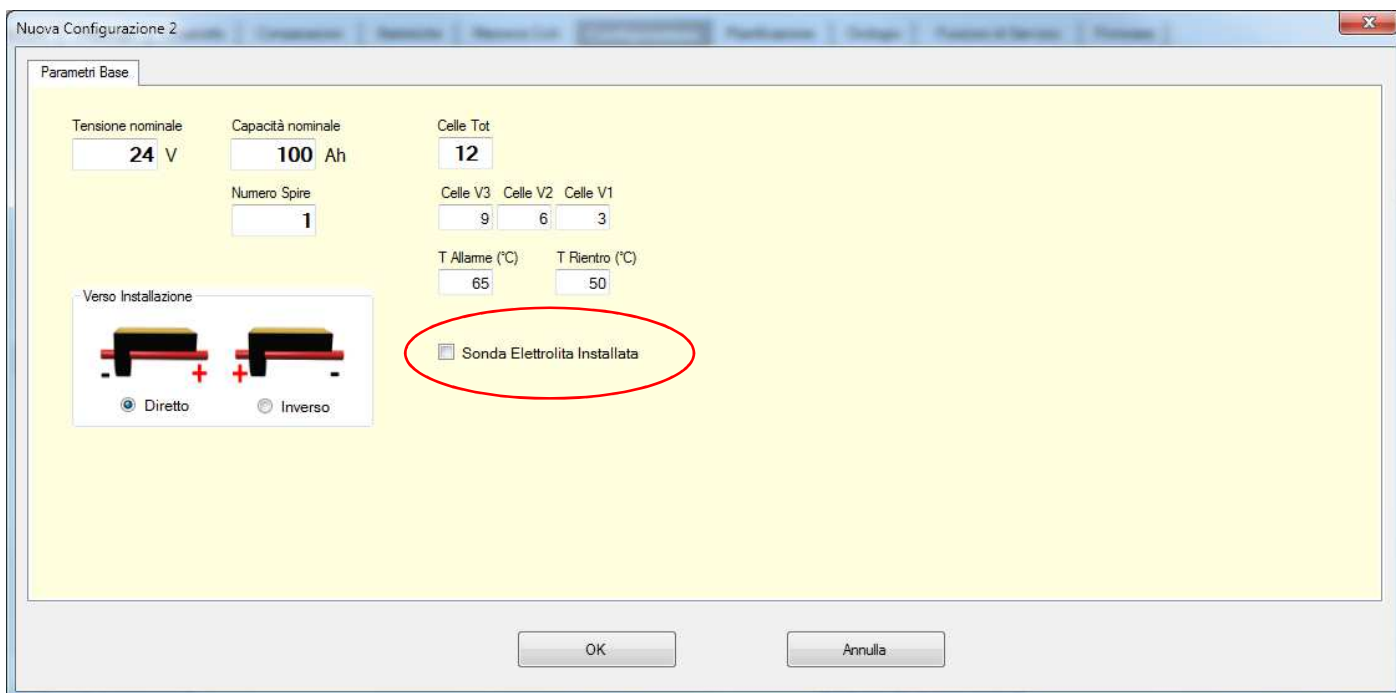 Nuova Configurazione 2
Parametri Base
Tensione nominale Capacità nominale Celle Tot
24 V 100 Ah 12
Numero Spire Celle V3 Celle V2 Celle V1
1 9 6 3
T Allarme (°C) T Rientro (°C)
65 50
Verso Installazione
Sonda Elettrolita Installata
- + + -
Diretto Inverso
OK Annulla